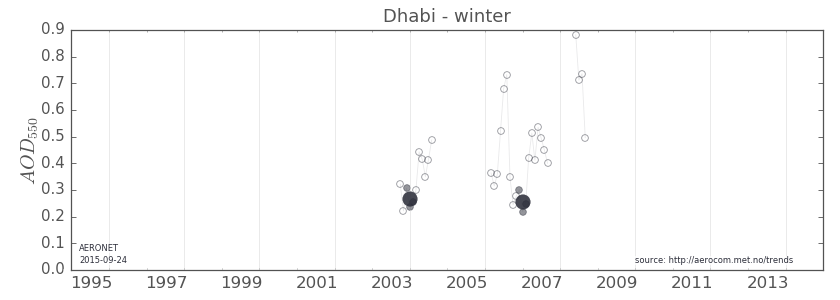 Dhabi - winter
0.9
0.8
0.7
0.6
0.5
0.4
0.3
0.2
0.1
0.0
AOD550
AERONET
2015-09-24
source: http://aerocom.met.no/trends
1995 1997 1999 2001 2003 2005 2007 2009 2011 2013